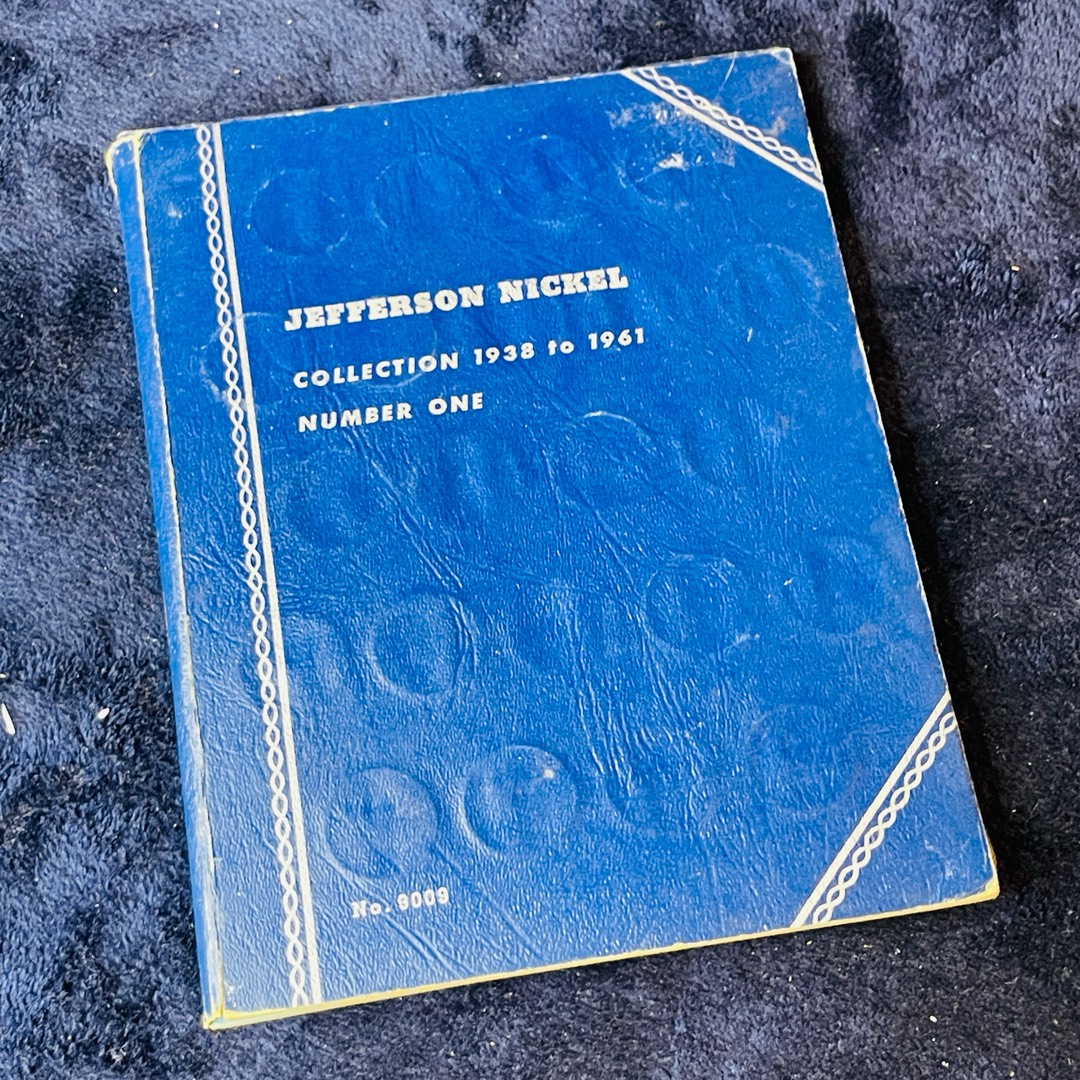 JEFFERSON NICKEL
COLLECTION 1938 to 1961
NUMBER ONE
No. 9009